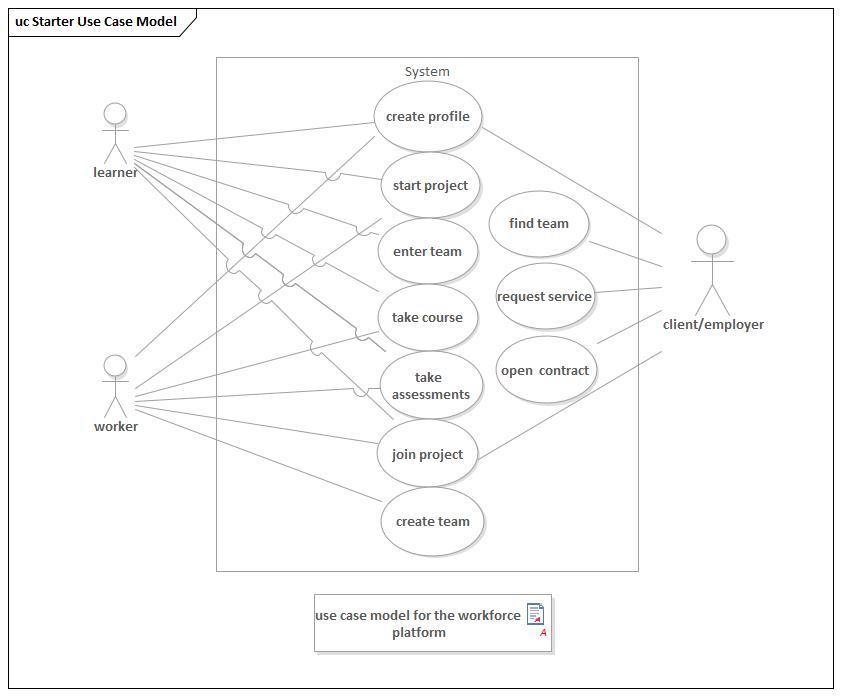 uc Starter Use Case Model
System
create profile
learner
start project
find team
enter team
request service
take course
client/employer
open  contract
take
assessments
worker
join project
create team
use case model for the workforce
platform
A